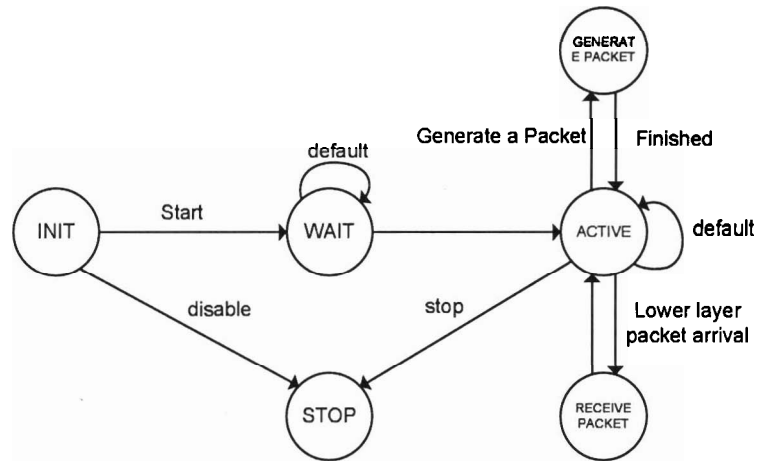 GENERAT
E PACKET
Generate a Packet
Finished
default
Start
INIT
WAIT
ACTIVE
default
disable
stop
Lower layer
packet arrival
STOP
RECEIVE
PACKET